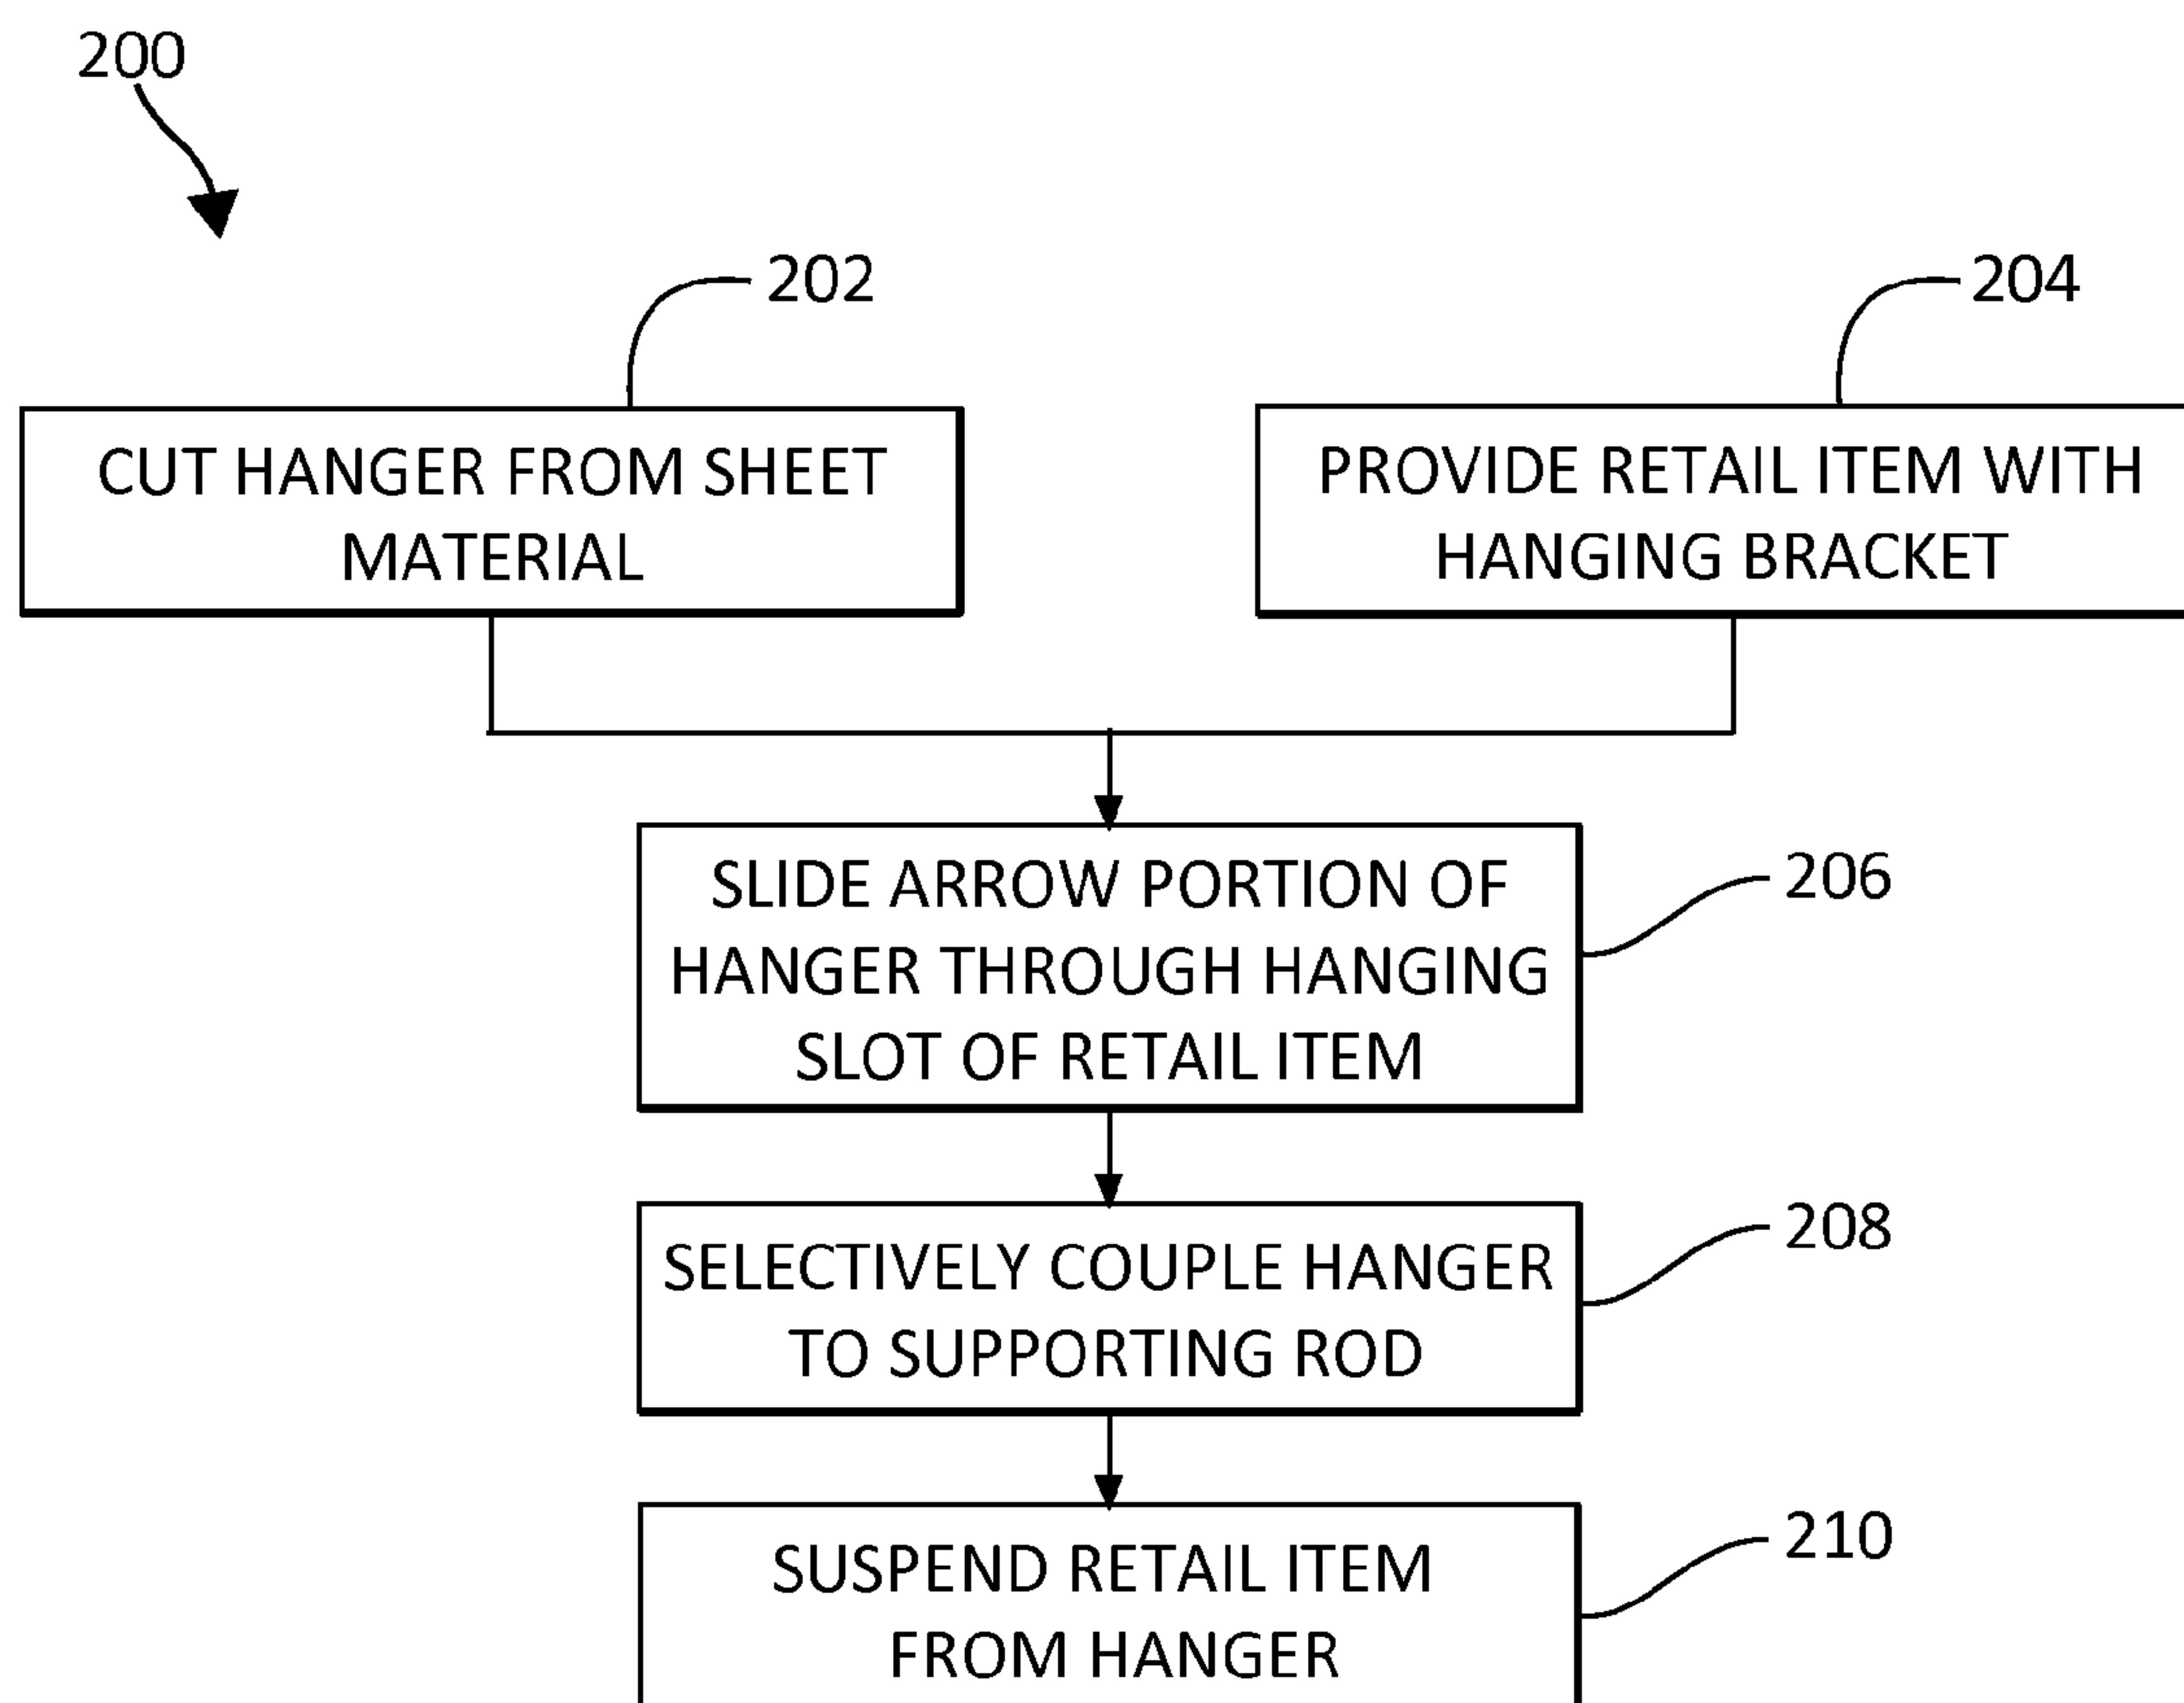 200
202
204
CUT HANGER FROM SHEET
MATERIAL
PROVIDE RETAIL ITEM WITH
HANGING BRACKET
SLIDE ARROW PORTION OF
HANGER THROUGH HANGING
SLOT OF RETAIL ITEM
206
SELECTIVELY COUPLE HANGER
TO SUPPORTING ROD
208
SUSPEND RETAIL ITEM
FROM HANGER
210